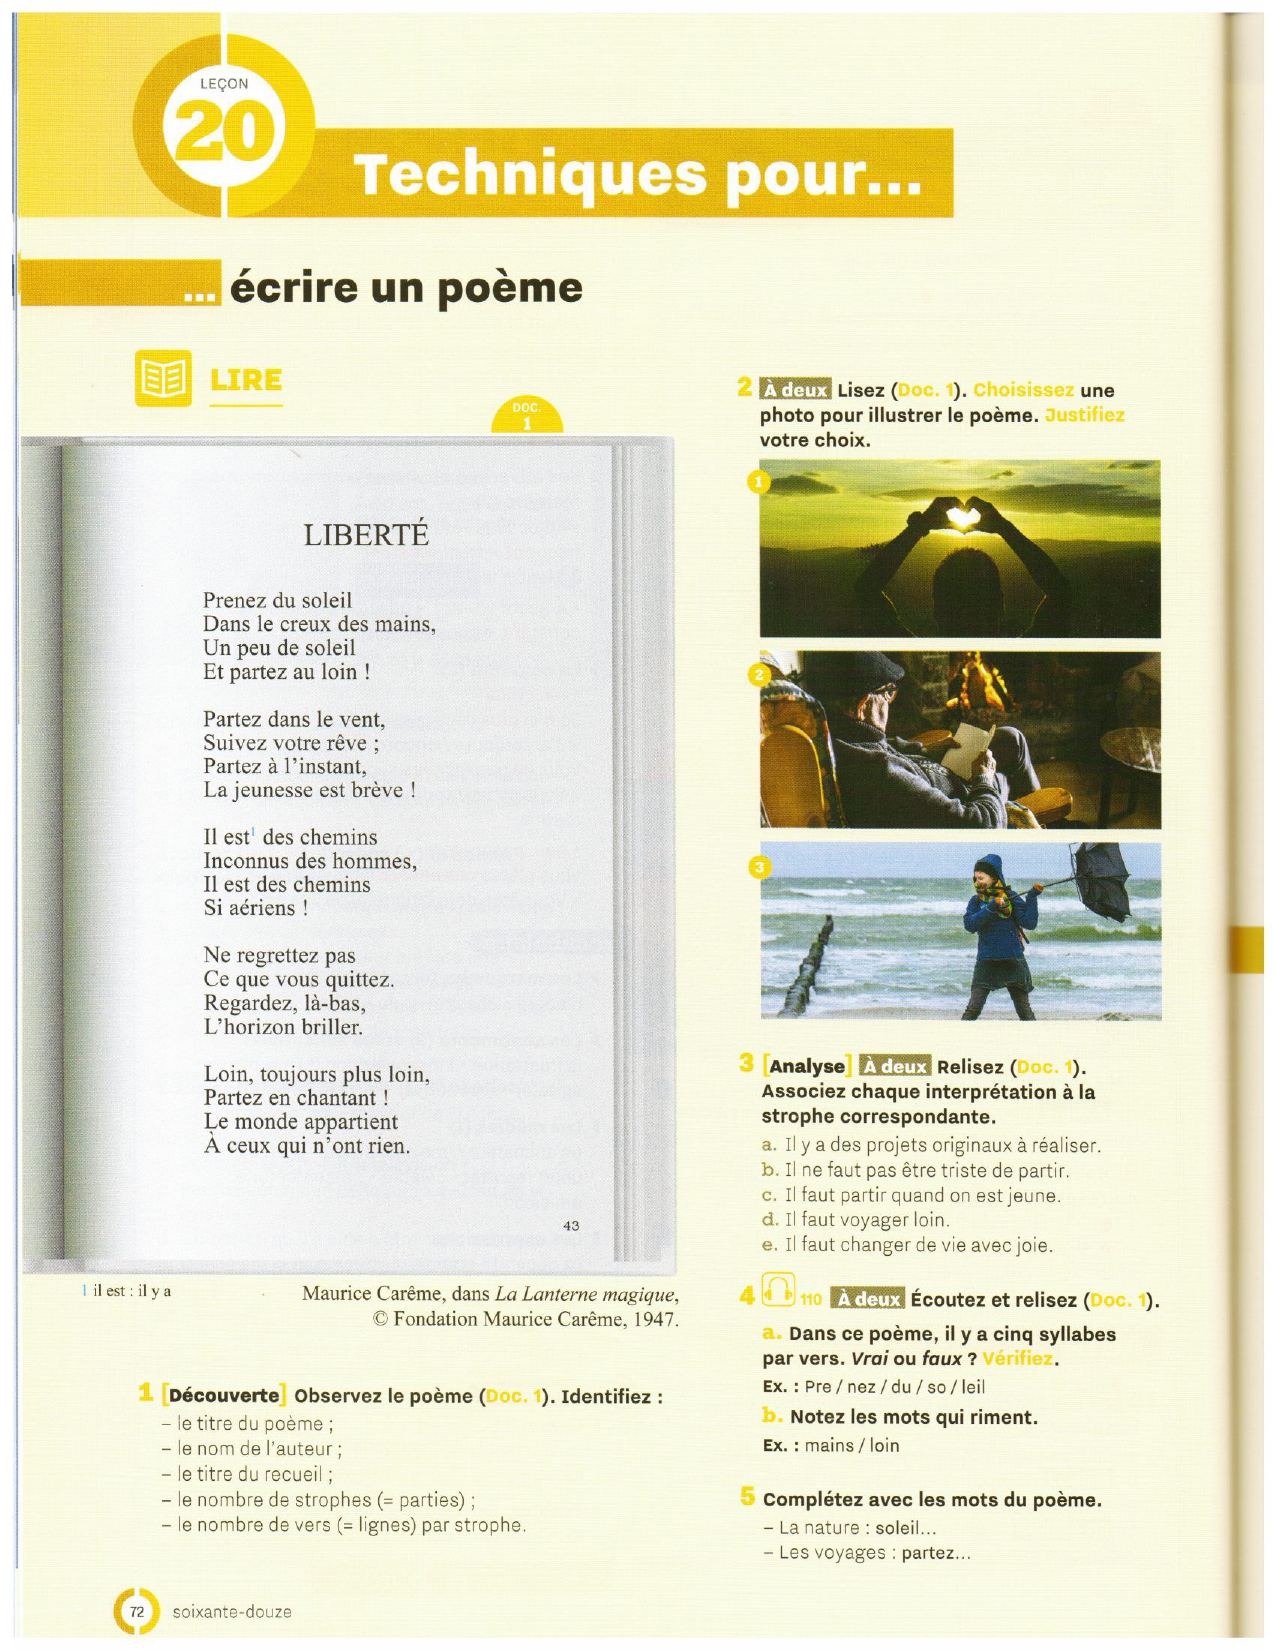 LEÇON
20
Techniques pour...
... écrire un poème
LIRE
DOC.
1
LIBERTÉ
Prenez du soleil
Dans le creux des mains,
Un peu de soleil
Et partez au loin !
Partez dans le vent,
Suivez votre rêve ;
Partez à l'instant,
La jeunesse est brève !
Il est¹ des chemins
Inconnus des hommes,
Il est des chemins
Si aériens !
Ne regrettez pas
Ce que vous quittez.
Regardez, là-bas,
L'horizon briller.
Loin, toujours plus loin,
Partez en chantant !
Le monde appartient
À ceux qui n'ont rien.
43
1 il est : il y a
Maurice Carême, dans La Lanterne magique,
© Fondation Maurice Carême, 1947.
1 [Découverte] Observez le poème (Doc. 1). Identifiez :
– le titre du poème ;
– le nom de l'auteur ;
– le titre du recueil ;
– le nombre de strophes (= parties) ;
– le nombre de vers (= lignes) par strophe.
2 À deux Lisez (Doc. 1). Choisissez une
photo pour illustrer le poème. Justifiez
votre choix.
1
2
3
3 [Analyse] À deux Relisez (Doc. 1).
Associez chaque interprétation à la
strophe correspondante.
a. Il y a des projets originaux à réaliser.
b. Il ne faut pas être triste de partir.
c. Il faut partir quand on est jeune.
d. Il faut voyager loin.
e. Il faut changer de vie avec joie.
4 110 À deux Écoutez et relisez (Doc. 1).
a. Dans ce poème, il y a cinq syllabes
par vers. Vrai ou faux ? Vérifiez.
Ex. : Pre / nez / du / so / leil
b. Notez les mots qui riment.
Ex. : mains / loin
5 Complétez avec les mots du poème.
– La nature : soleil...
– Les voyages : partez...
72 soixante-douze